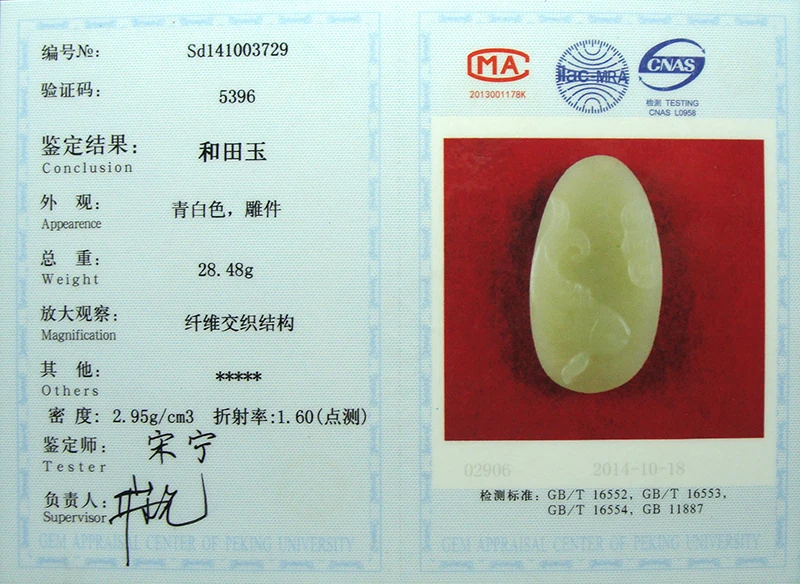 编号№: Sd141003729
验证码: 5396
鉴定结果: 和田玉
Conclusion
外 观: 青白色，雕件
Appearence
总 重: 28.48g
Weight
放大观察: 纤维交织结构
Magnification
其 他: *****
Others
密 度: 2.95g/cm3 折射率:1.60(点测)
鉴定师: 宋宁
Tester
负责人:
Supervisor
GEM APPRAISAL CENTER OF PEKING UNIVERSITY
MA
2013001178K
ilac-MRA
CNAS
检测 TESTING
CNAS L0958
02906 2014-10-18
检测标准: GB/T 16552, GB/T 16553,
GB/T 16554, GB 11887
GEM APPRAISAL CENTER OF PEKING UNIVERSITY